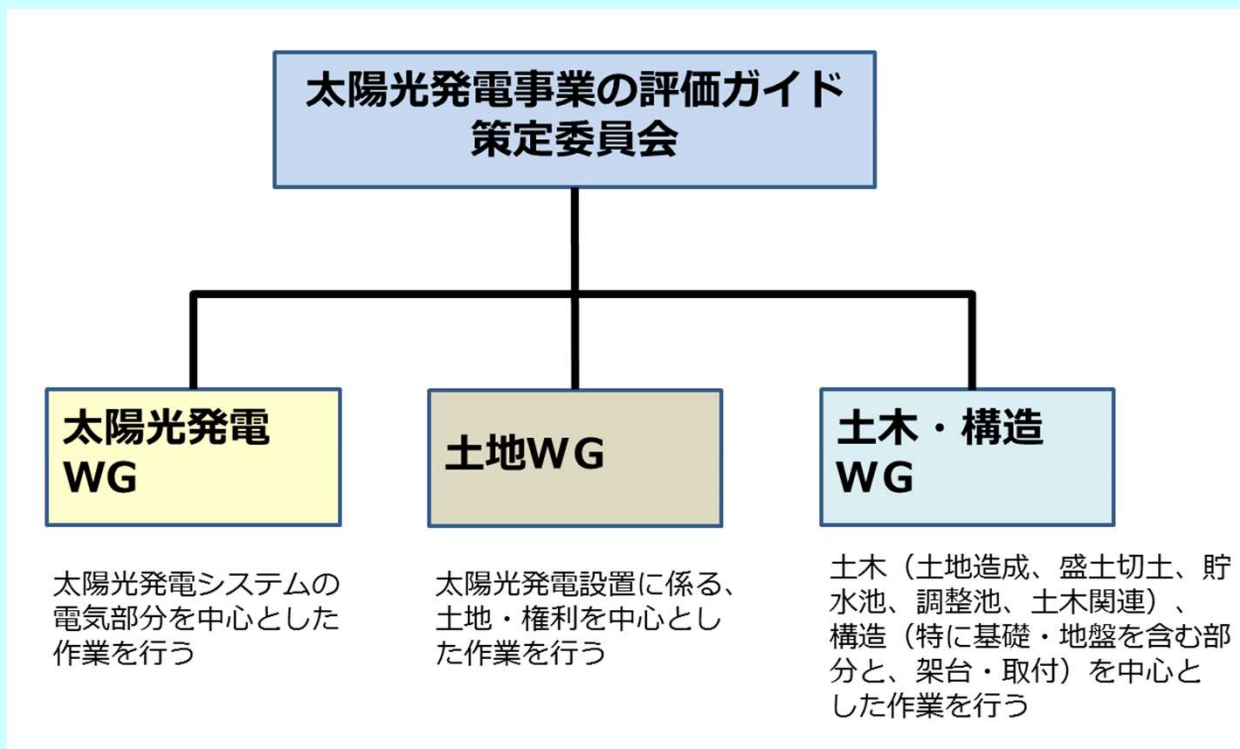 太陽光発電事業の評価ガイド
策定委員会
太陽光発電
WG
太陽光発電システムの
電気部分を中心とした
作業を行う
土地WG
太陽光発電設置に係る、
土地・権利を中心とし
た作業を行う
土木・構造
WG
土木（土地造成、盛土切土、貯
水池、調整池、土木関連）、
構造（特に基礎・地盤を含む部
分と、架台・取付）を中心と
した作業を行う